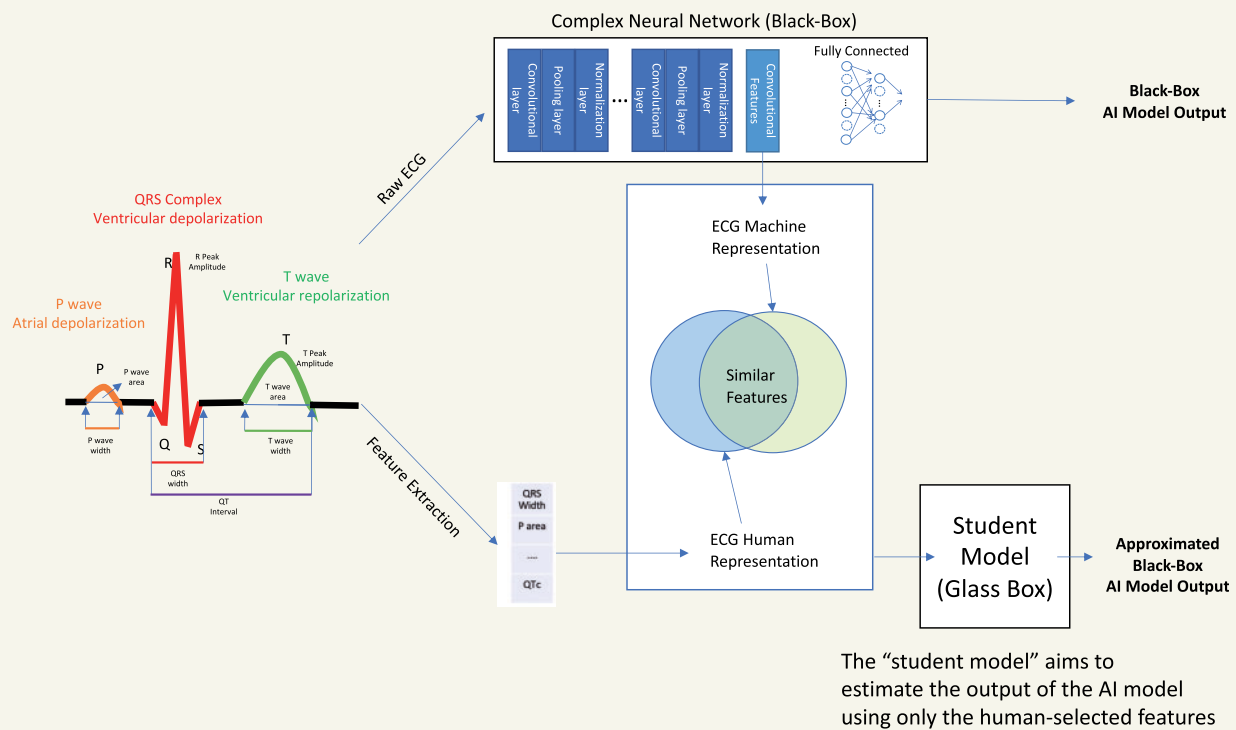 Complex Neural Network (Black-Box)
Convolutional
layer
Pooling layer
Normalization
layer
...
Convolutional
layer
Pooling layer
Normalization
layer
Convolutional
Features
Fully Connected
Black-Box
AI Model Output
Raw ECG
QRS Complex
Ventricular depolarization
R
R Peak
Amplitude
T wave
Ventricular repolarization
P wave
Atrial depolarization
P
P wave
area
T
T Peak
Amplitude
T wave
area
Q
S
P wave
width
QRS
width
T wave
width
QT
Interval
Feature Extraction
QRS
Width
P area
....
QTc
ECG Machine
Representation
Similar
Features
ECG Human
Representation
Student
Model
(Glass Box)
Approximated
Black-Box
AI Model Output
The “student model” aims to
estimate the output of the AI model
using only the human-selected features